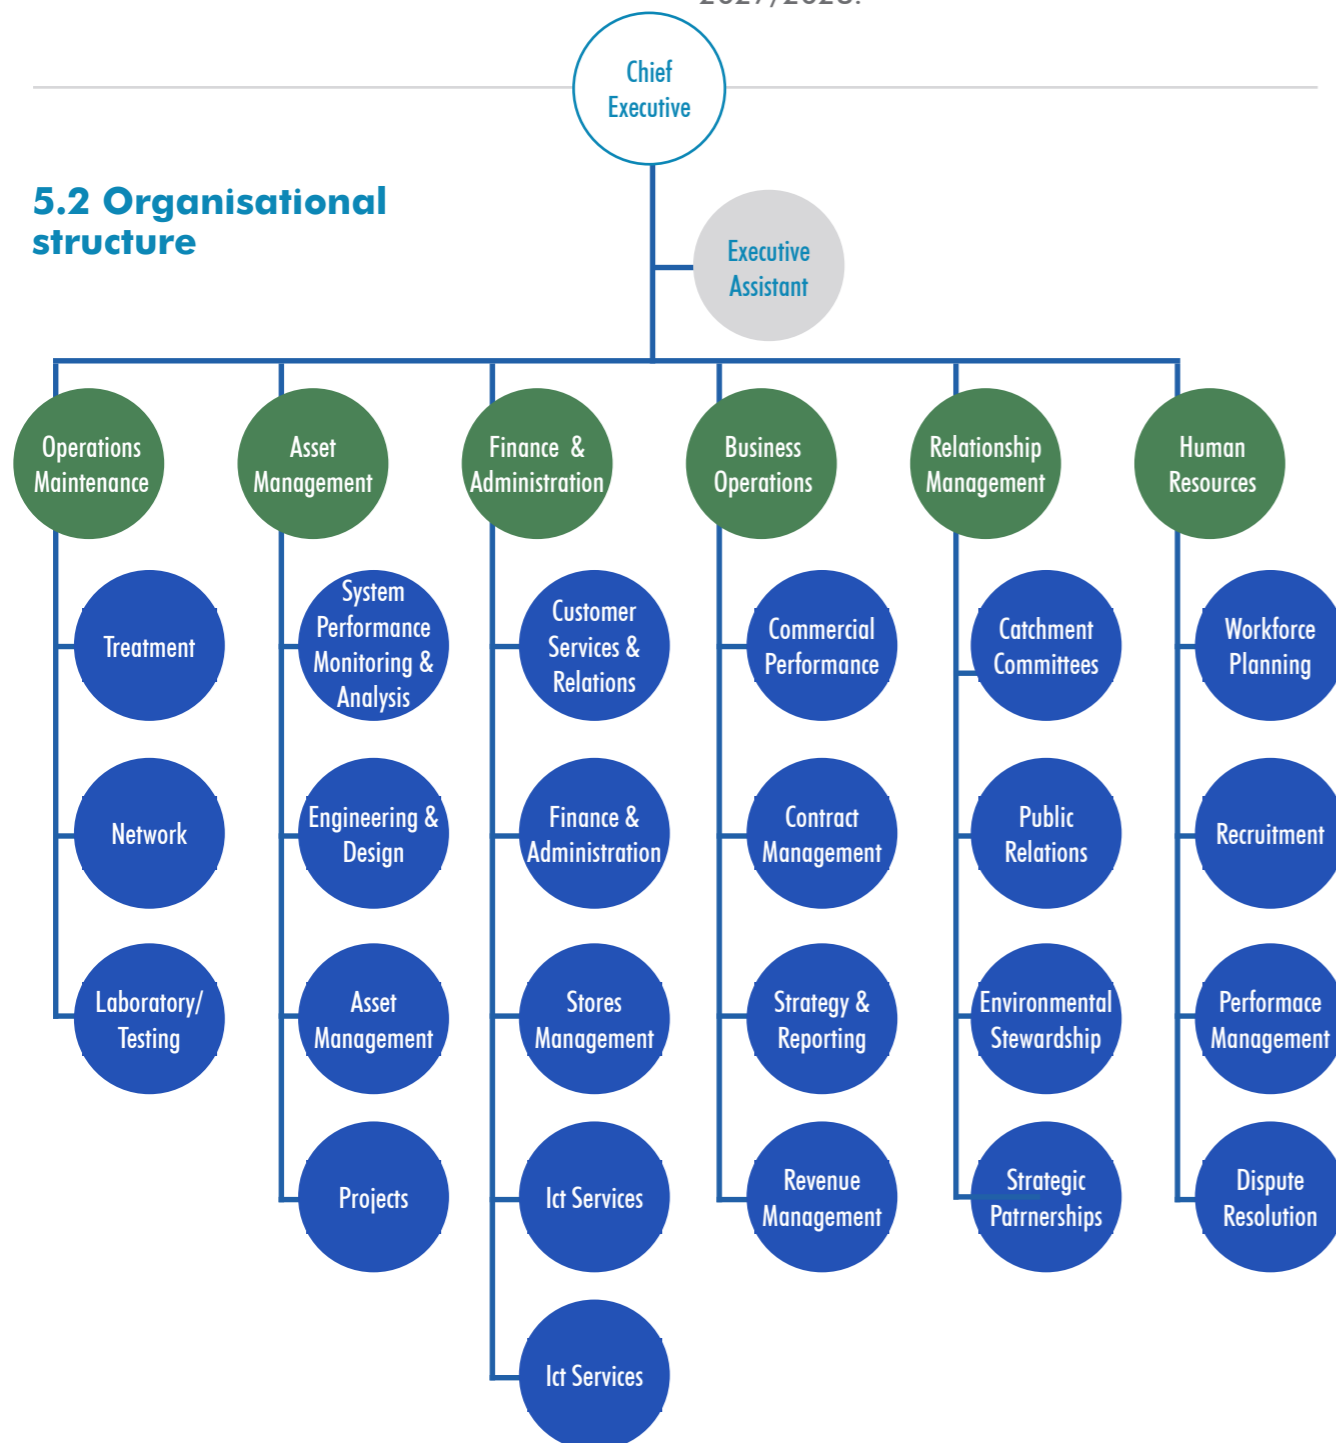 2027/2028.
Chief
Executive
5.2 Organisational
structure
Executive
Assistant
Operations
Maintenance
Asset
Management
Finance & 
Administration
Business
Operations
Relationship
Management
Human
Resources
Treatment
System
Performance
Monitoring &
Analysis
Customer
Services &
Relations
Commercial
Performance
Catchment
Committees
Workforce
Planning
Network
Engineering &
Design
Finance &
Administration
Contract
Management
Public
Relations
Recruitment
Laboratory/
Testing
Asset
Management
Stores
Management
Strategy &
Reporting
Environmental
Stewardship
Performace
Management
Projects
Ict Services
Revenue
Management
Strategic
Patrnerships
Dispute
Resolution
Ict Services